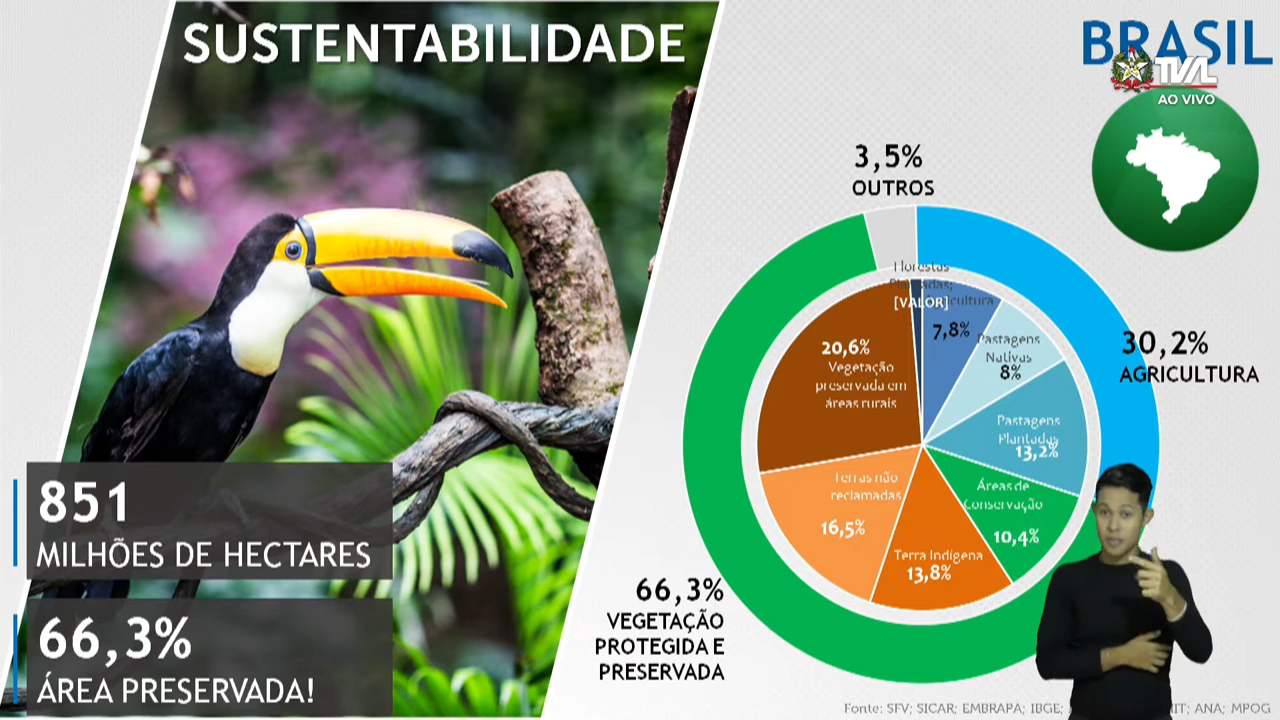 SUSTENTABILIDADE
BRASIL
TVAL
AO VIVO
3,5%
OUTROS
Florestas
[VALOR]
7,8%
Pastagens
Nativas
8%
30,2%
AGRICULTURA
20,6%
Vegetação
preservada em
áreas rurais
Pastagens
Plantadas
13,2%
Terras não
reclamadas
16,5%
Áreas de
Conservação
10,4%
Terra Indígena
13,8%
851
MILHÕES DE HECTARES
66,3%
ÁREA PRESERVADA!
66,3%
VEGETAÇÃO
PROTEGIDA E
PRESERVADA
Fonte: SFV; SICAR; EMBRAPA; IBGE; ANA; MPOG